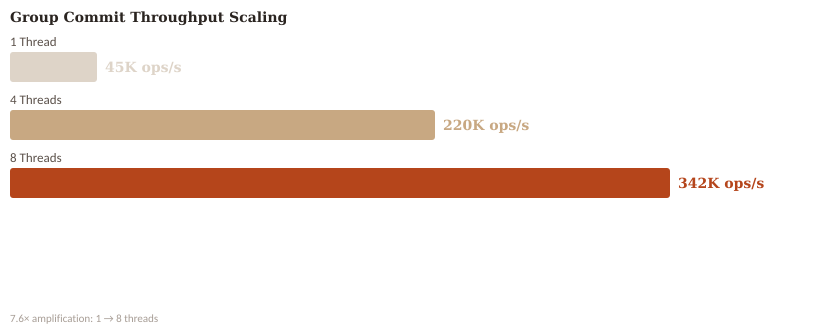 Group Commit Throughput Scaling
1 Thread
45K ops/s
4 Threads
220K ops/s
8 Threads
342K ops/s
7.6× amplification: 1 → 8 threads